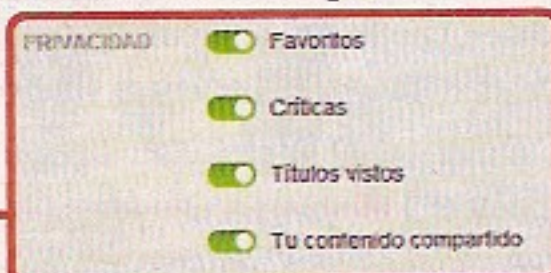 PRIVACIDAD Favoritos
Críticas
Títulos vistos
Tu contenido compartido